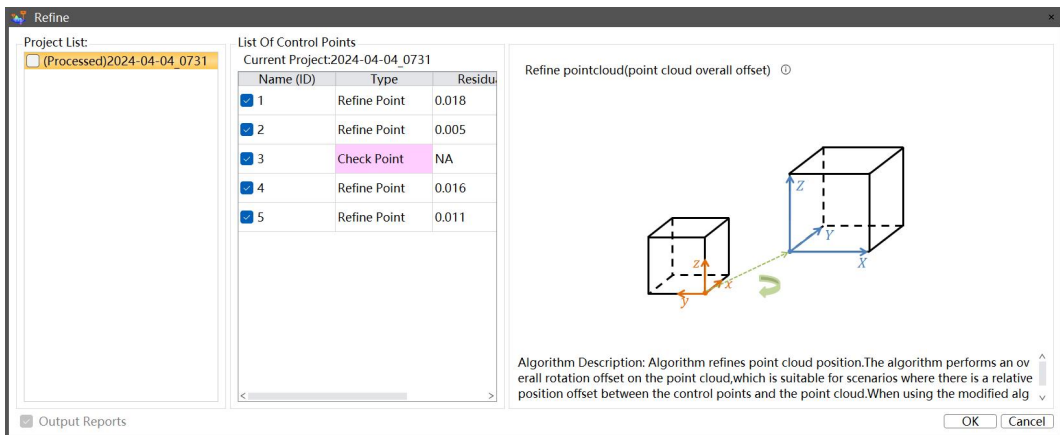 Refine
Project List:
(Processed)2024-04-04_0731
List Of Control Points
Current Project:2024-04-04_0731
Name (ID) Type Residu
1 Refine Point 0.018
2 Refine Point 0.005
3 Check Point NA
4 Refine Point 0.016
5 Refine Point 0.011
Refine pointcloud(point cloud overall offset)
Z
Y
X
z
x
y
Algorithm Description: Algorithm refines point cloud position.The algorithm performs an ov
erall rotation offset on the point cloud,which is suitable for scenarios where there is a relative
position offset between the control points and the point cloud.When using the modified alg
Output Reports
OK Cancel